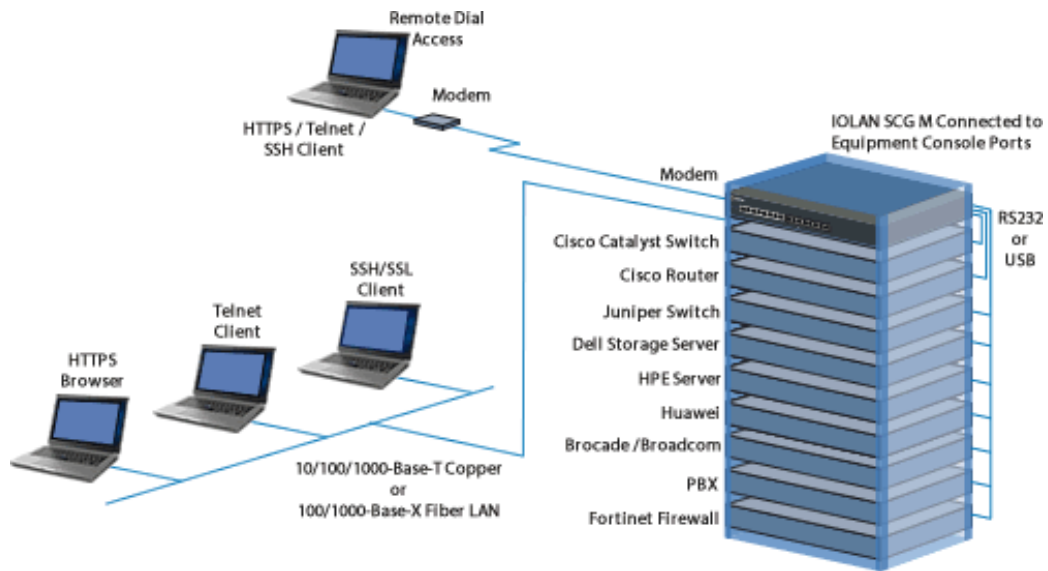 Remote Dial
Access
Modem
HTTPS / Telnet /
SSH Client
IOLAN SCG M Connected to
Equipment Console Ports
Modem
RS232
or
USB
Cisco Catalyst Switch
Cisco Router
Juniper Switch
Dell Storage Server
HPE Server
Huawei
Brocade /Broadcom
PBX
Fortinet Firewall
SSH/SSL
Client
Telnet
Client
HTTPS
Browser
10/100/1000-Base-T Copper
or
100/1000-Base-X Fiber LAN